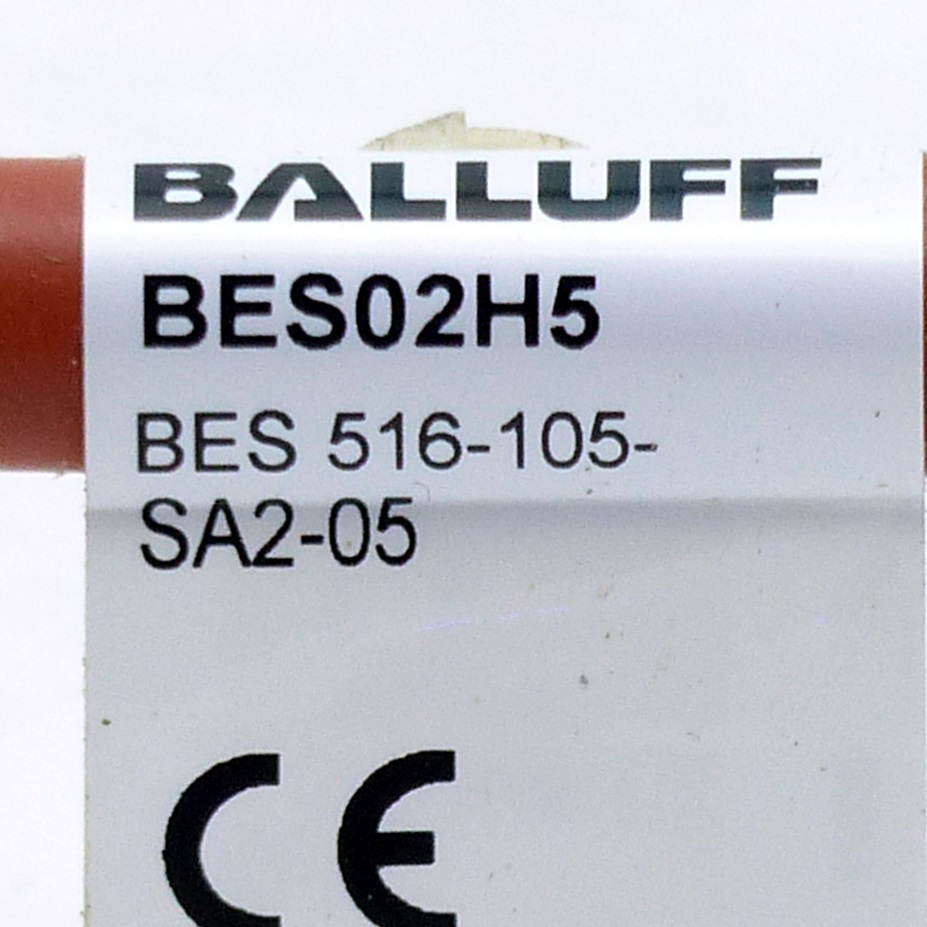 BALLUFF
BES02H5
BES 516-105-
SA2-05
CE